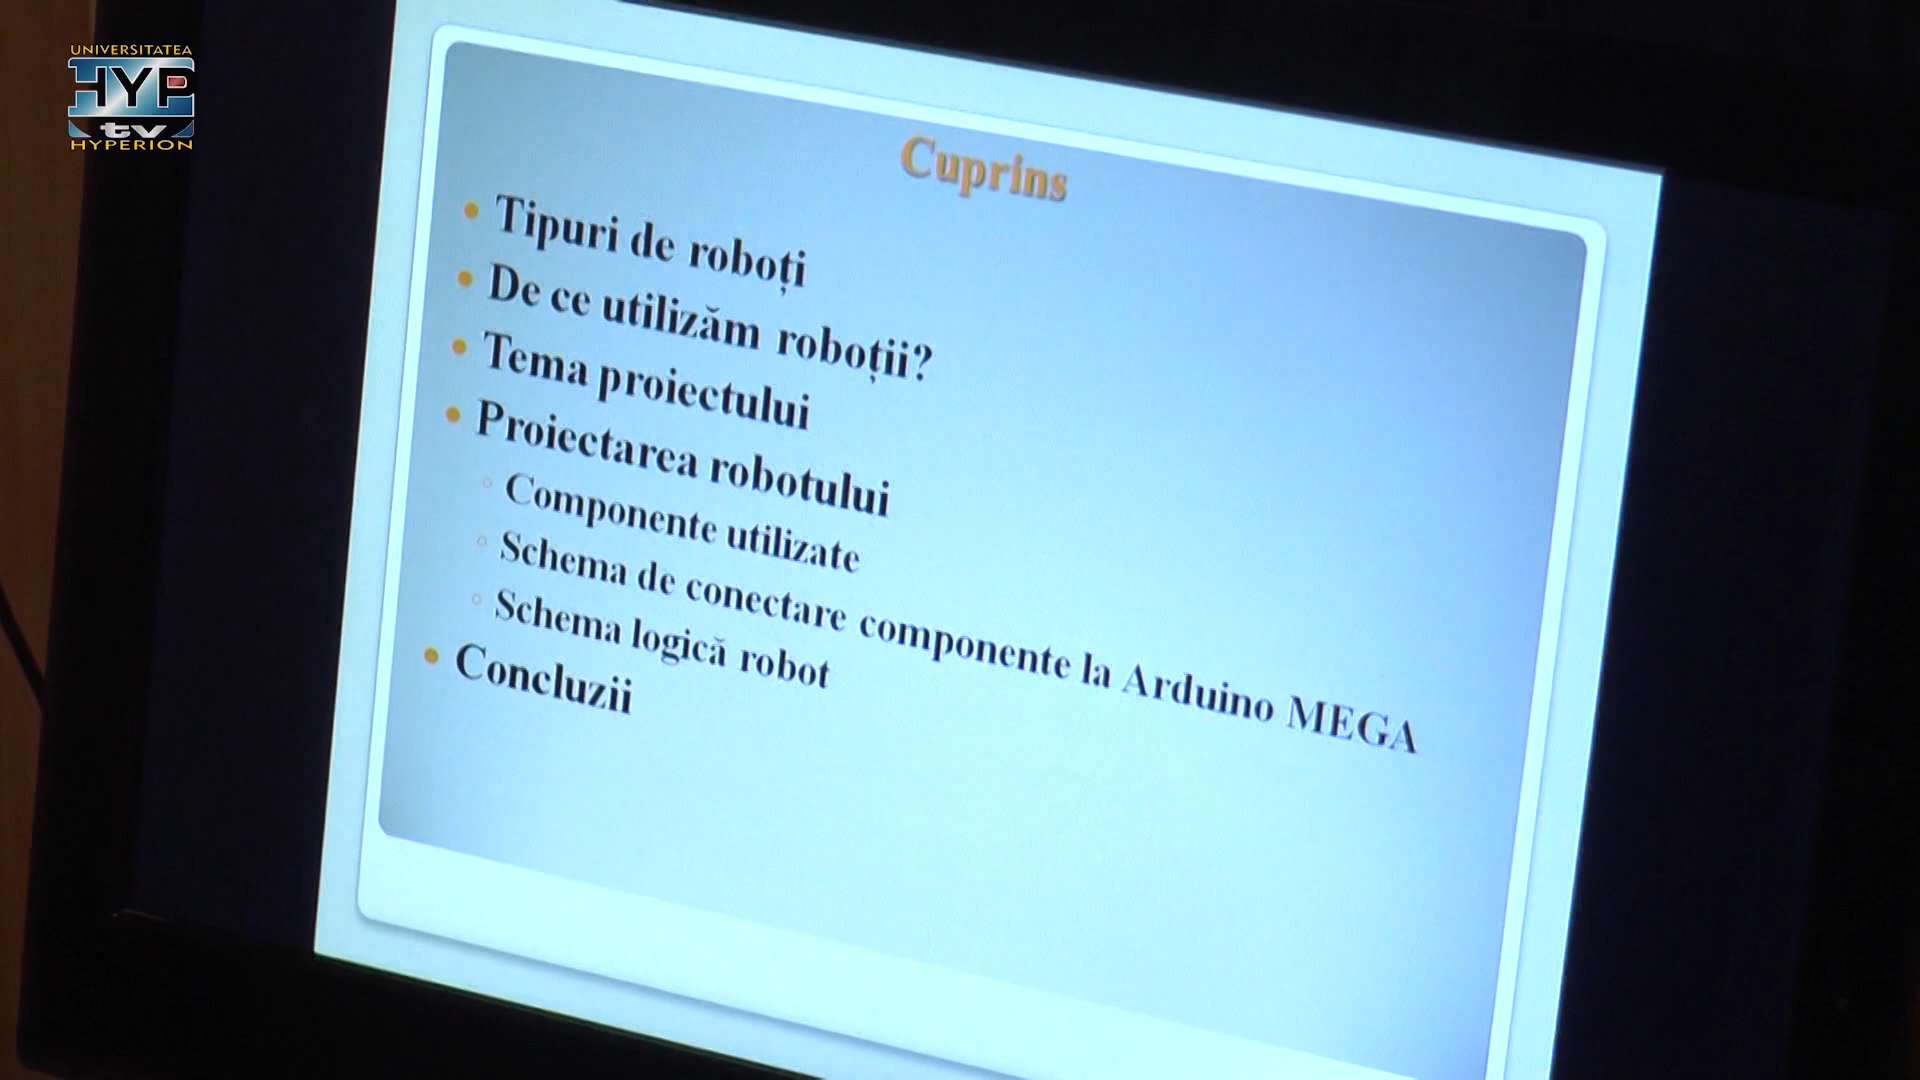 UNIVERSITATEA
HYP
tv
HYPERION
Cuprins
Tipuri de roboți
De ce utilizăm roboții?
Tema proiectului
Proiectarea robotului
Componente utilizate
Schema de conectare componente la Arduino MEGA
Schema logică robot
Concluzii